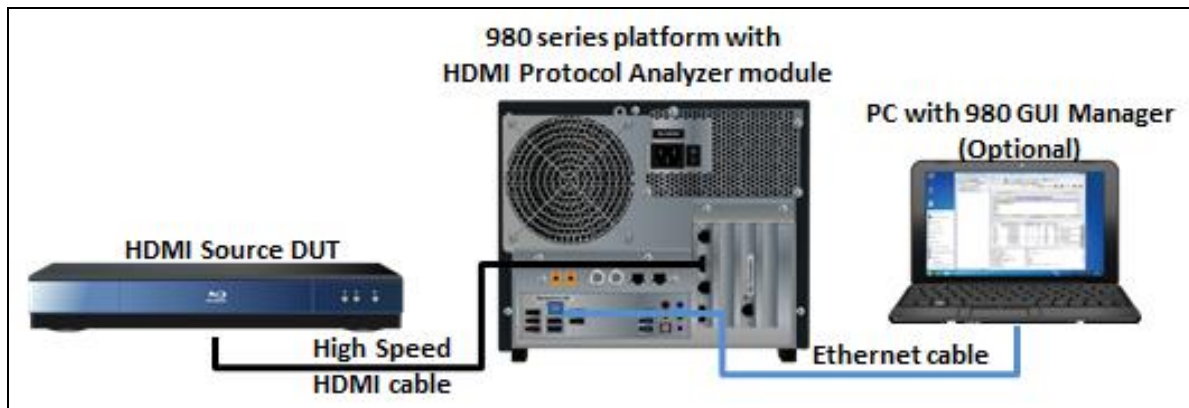 980 series platform with
HDMI Protocol Analyzer module
PC with 980 GUI Manager
(Optional)
HDMI Source DUT
High Speed
HDMI cable
Ethernet cable